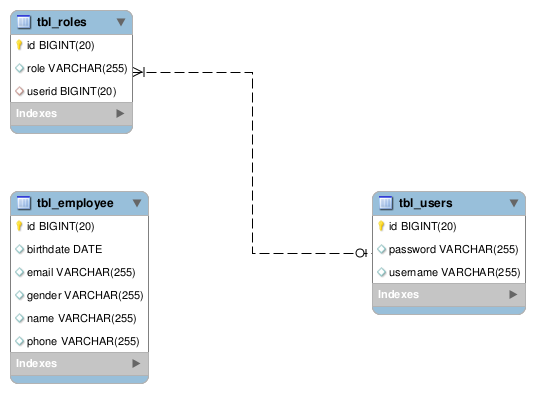 tbl_roles
id BIGINT(20)
role VARCHAR(255)
userid BIGINT(20)
Indexes
tbl_employee
id BIGINT(20)
birthdate DATE
email VARCHAR(255)
gender VARCHAR(255)
name VARCHAR(255)
phone VARCHAR(255)
Indexes
tbl_users
id BIGINT(20)
password VARCHAR(255)
username VARCHAR(255)
Indexes